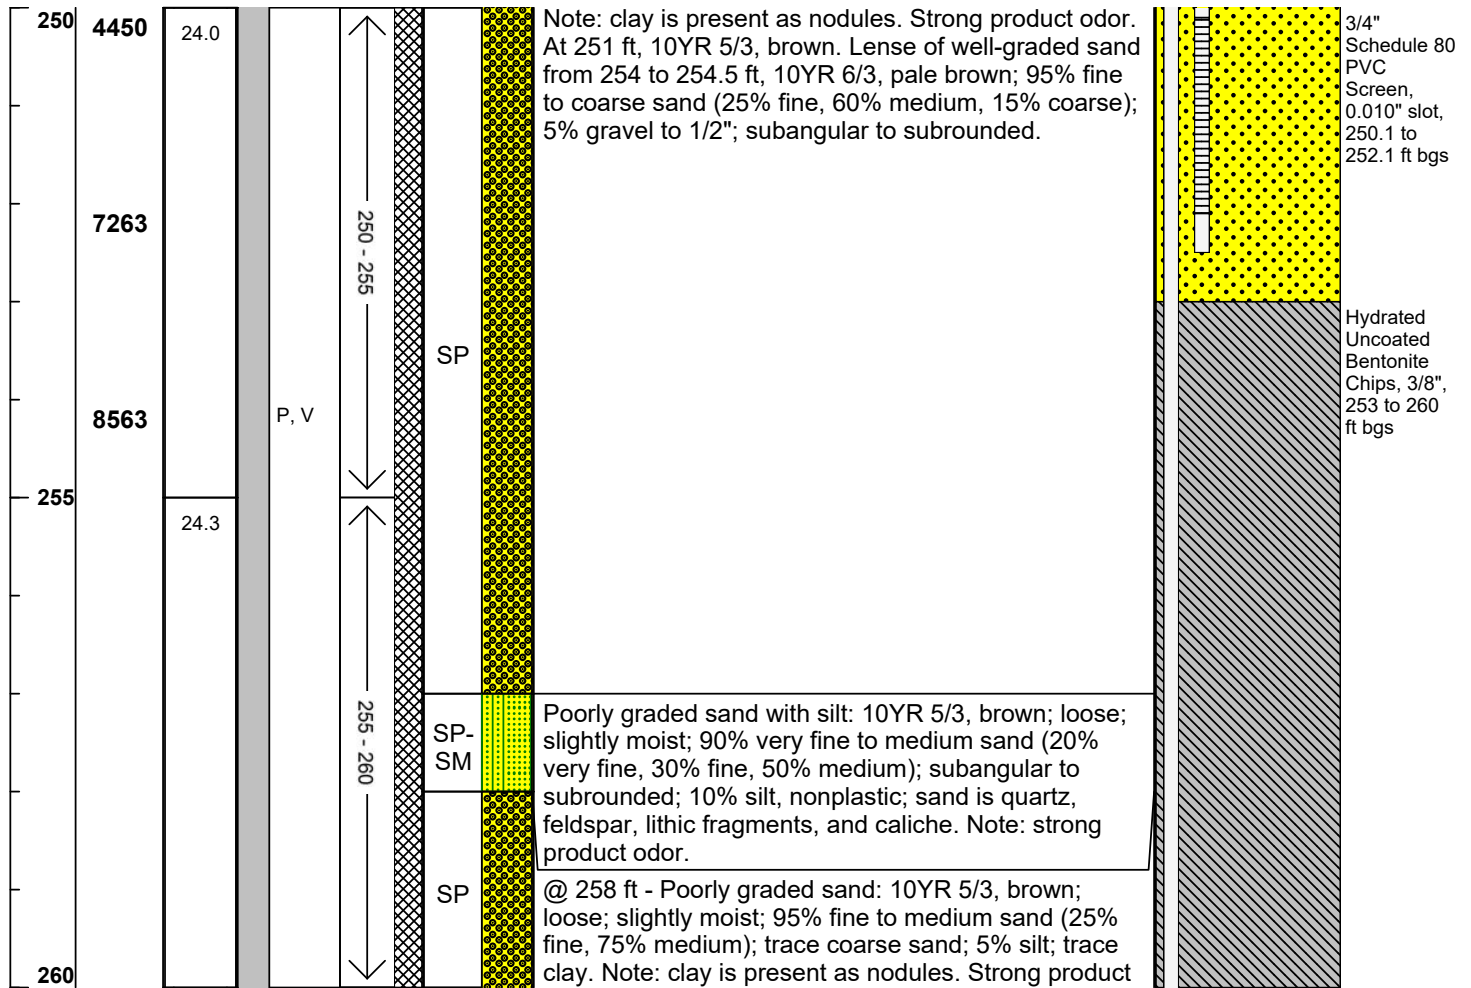 250
4450
24.0
Note: clay is present as nodules. Strong product odor.
At 251 ft, 10YR 5/3, brown. Lense of well-graded sand
from 254 to 254.5 ft, 10YR 6/3, pale brown; 95% fine
to coarse sand (25% fine, 60% medium, 15% coarse);
5% gravel to 1/2"; subangular to subrounded.
3/4"
Schedule 80
PVC
Screen,
0.010" slot,
250.1 to
252.1 ft bgs
7263
250 - 255
SP
Hydrated
Uncoated
Bentonite
Chips, 3/8",
253 to 260
ft bgs
8563
P, V
255
24.3
255 - 260
SP-
SM
Poorly graded sand with silt: 10YR 5/3, brown; loose;
slightly moist; 90% very fine to medium sand (20%
very fine, 30% fine, 50% medium); subangular to
subrounded; 10% silt, nonplastic; sand is quartz,
feldspar, lithic fragments, and caliche. Note: strong
product odor.
SP
@ 258 ft - Poorly graded sand: 10YR 5/3, brown;
loose; slightly moist; 95% fine to medium sand (25%
fine, 75% medium); trace coarse sand; 5% silt; trace
clay. Note: clay is present as nodules. Strong product
260